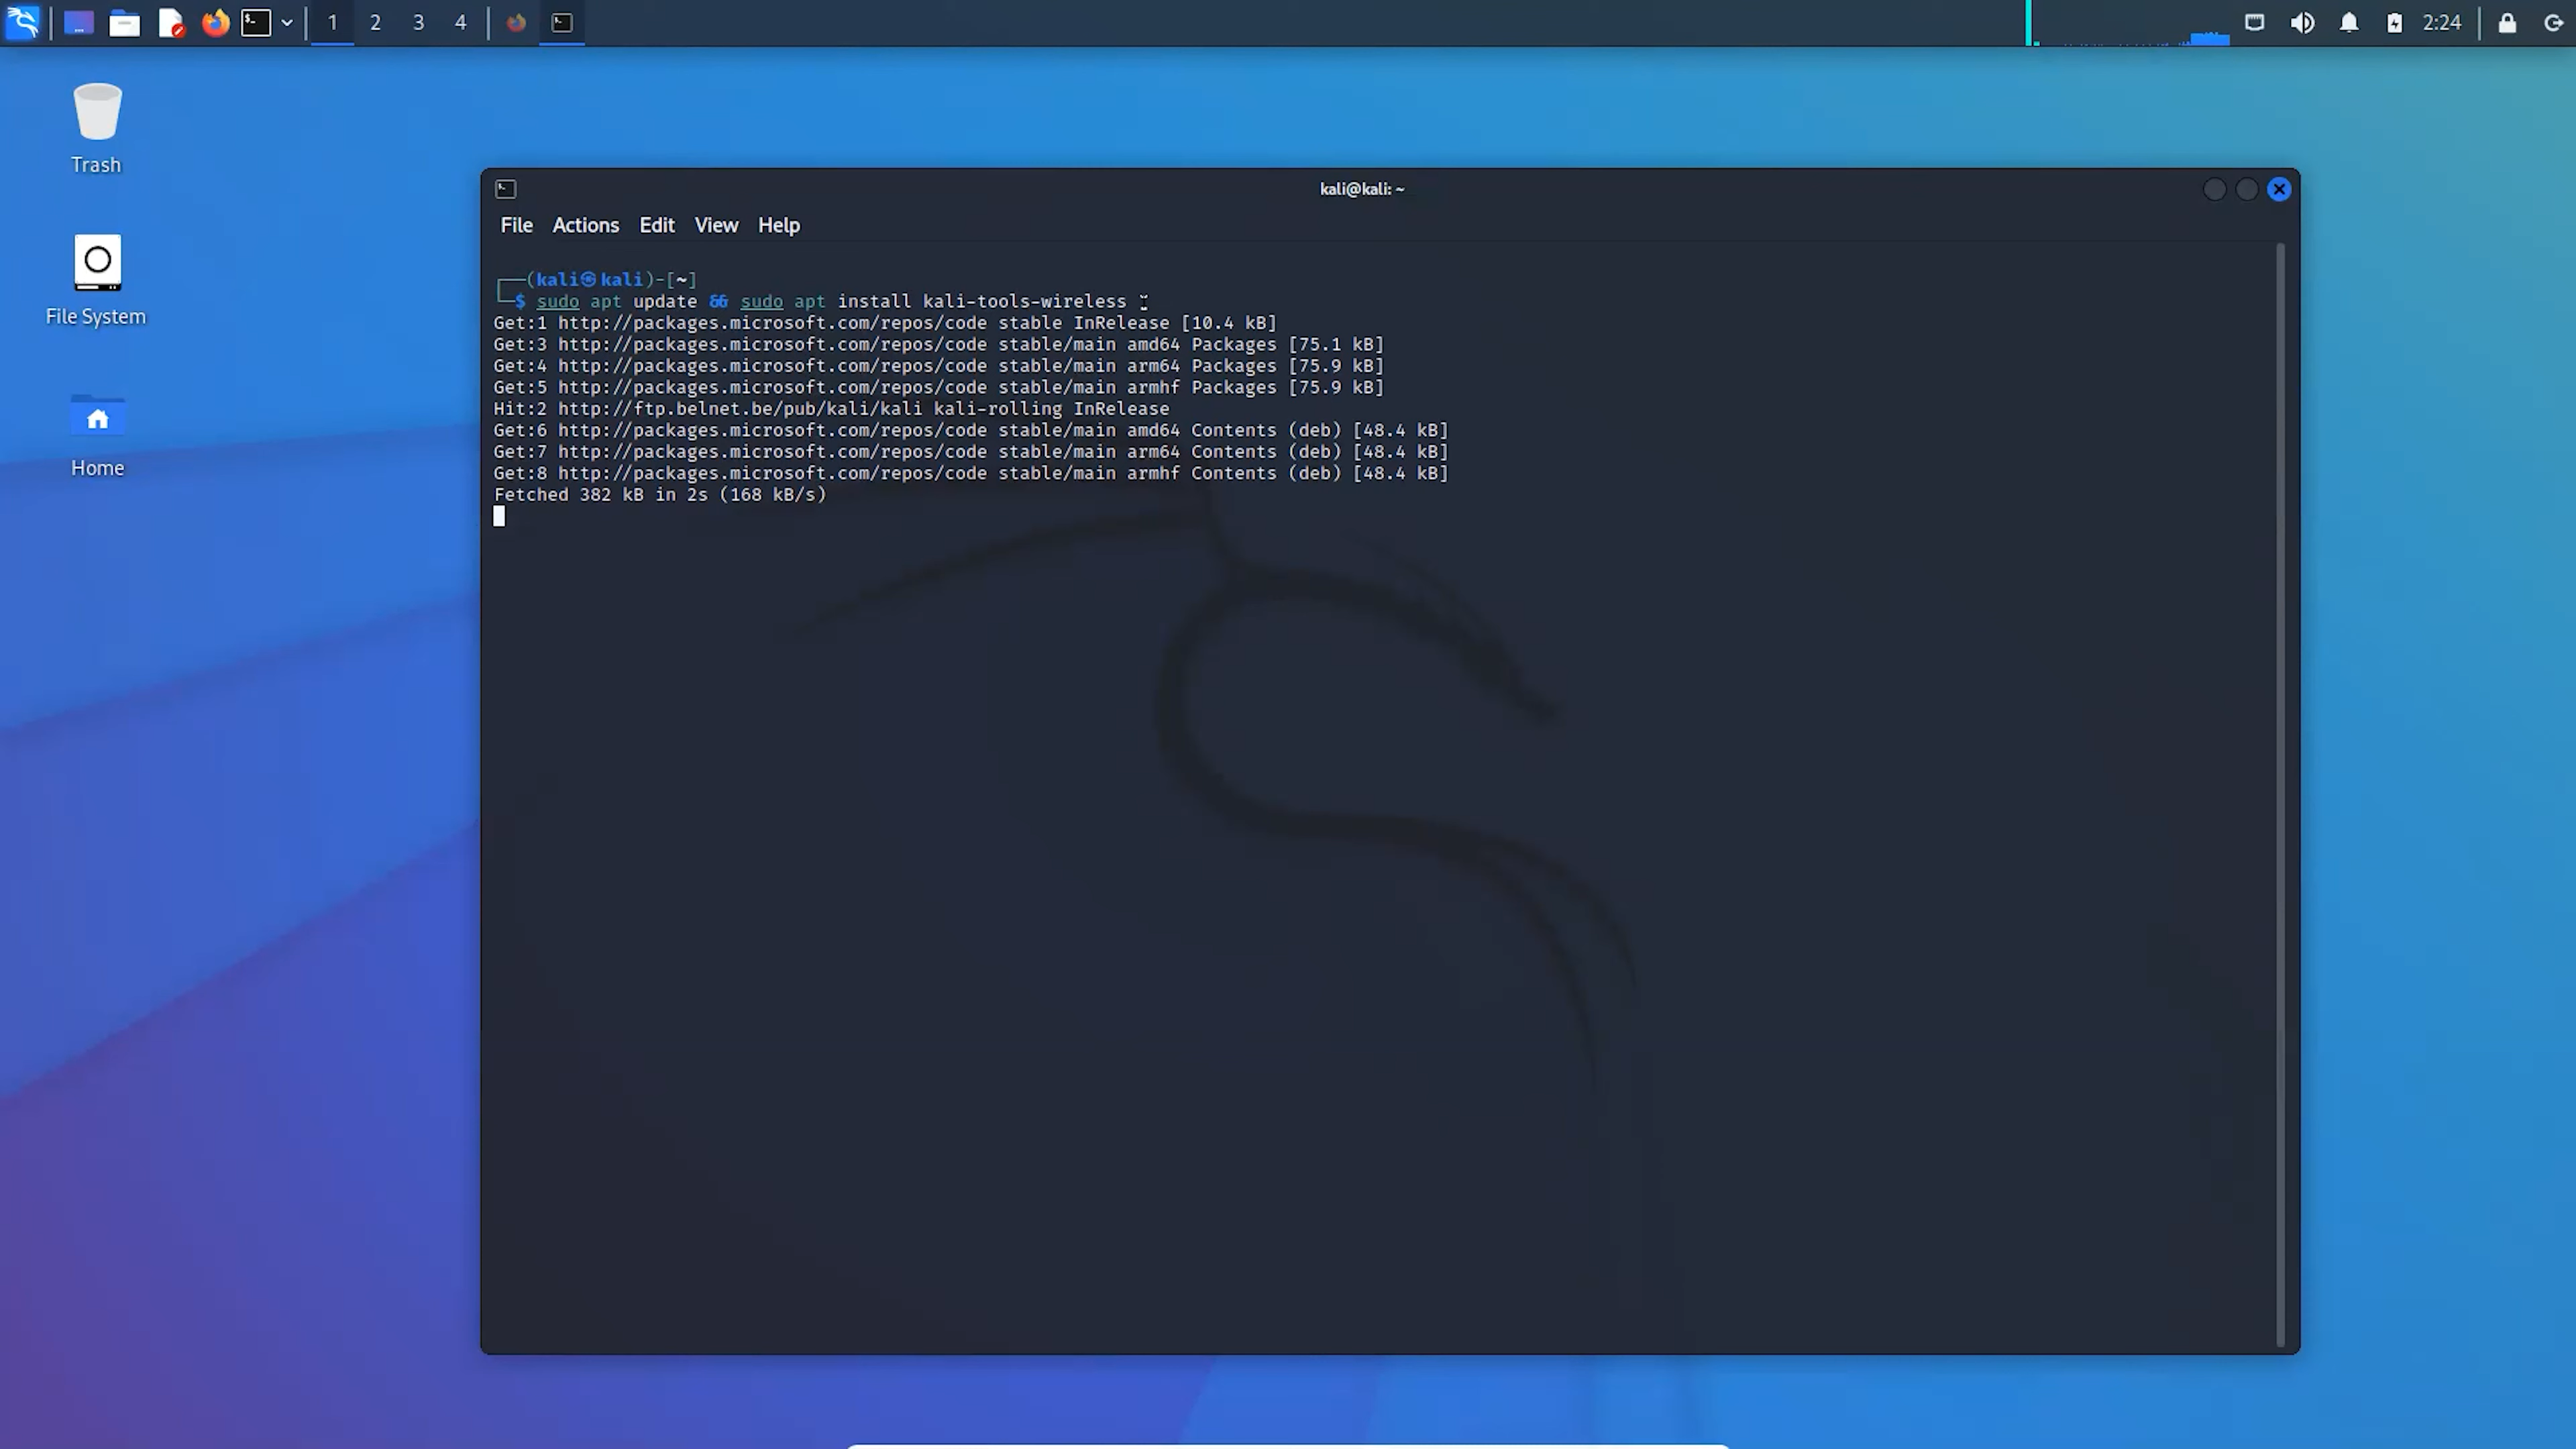 1 2 3 4 2:24
Trash
File System
Home
kali@kali: ~
File Actions Edit View Help
┌──(kali㉿kali)-[~]
└─$ sudo apt update && sudo apt install kali-tools-wireless
Get:1 http://packages.microsoft.com/repos/code stable InRelease [10.4 kB]
Get:3 http://packages.microsoft.com/repos/code stable/main amd64 Packages [75.1 kB]
Get:4 http://packages.microsoft.com/repos/code stable/main arm64 Packages [75.9 kB]
Get:5 http://packages.microsoft.com/repos/code stable/main armhf Packages [75.9 kB]
Hit:2 http://ftp.belnet.be/pub/kali/kali kali-rolling InRelease
Get:6 http://packages.microsoft.com/repos/code stable/main amd64 Contents (deb) [48.4 kB]
Get:7 http://packages.microsoft.com/repos/code stable/main arm64 Contents (deb) [48.4 kB]
Get:8 http://packages.microsoft.com/repos/code stable/main armhf Contents (deb) [48.4 kB]
Fetched 382 kB in 2s (168 kB/s)